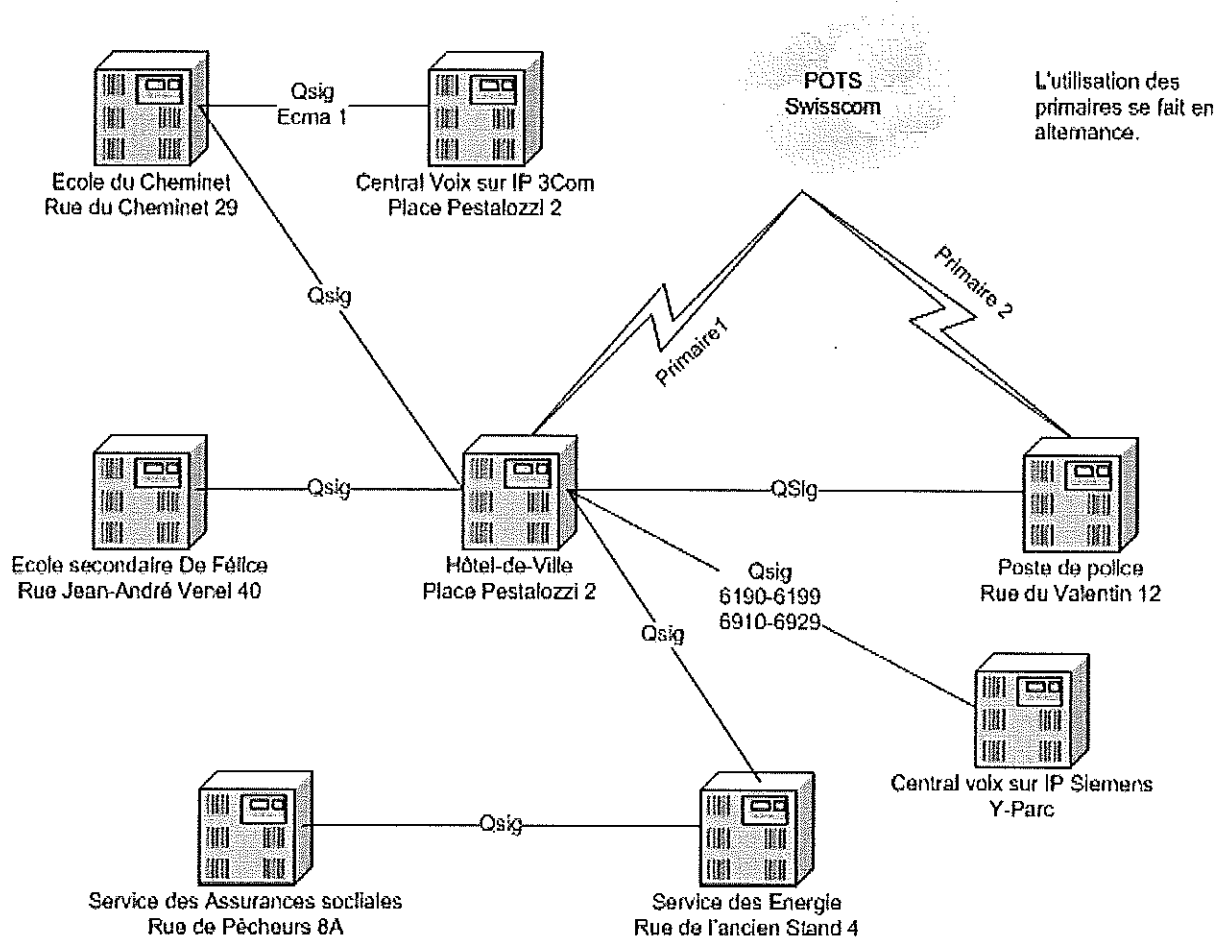 POTS
Swisscom
L'utilisation des
primaires se fait en
alternance.
Qsig
Ecma 1
Ecole du Cheminet
Rue du Cheminet 29
Central Voix sur IP 3Com
Place Pestalozzi 2
Qsig
Primaire1
Primaire 2
Qsig
QSig
Ecole secondaire De Félice
Rue Jean-André Venel 40
Hôtel-de-Ville
Place Pestalozzi 2
Poste de police
Rue du Valentin 12
Qsig
6190-6199
6910-6929
Qsig
Central voix sur IP Siemens
Y-Parc
Qsig
Service des Assurances socliales
Rue de Pêcheurs 8A
Service des Energie
Rue de l'ancien Stand 4